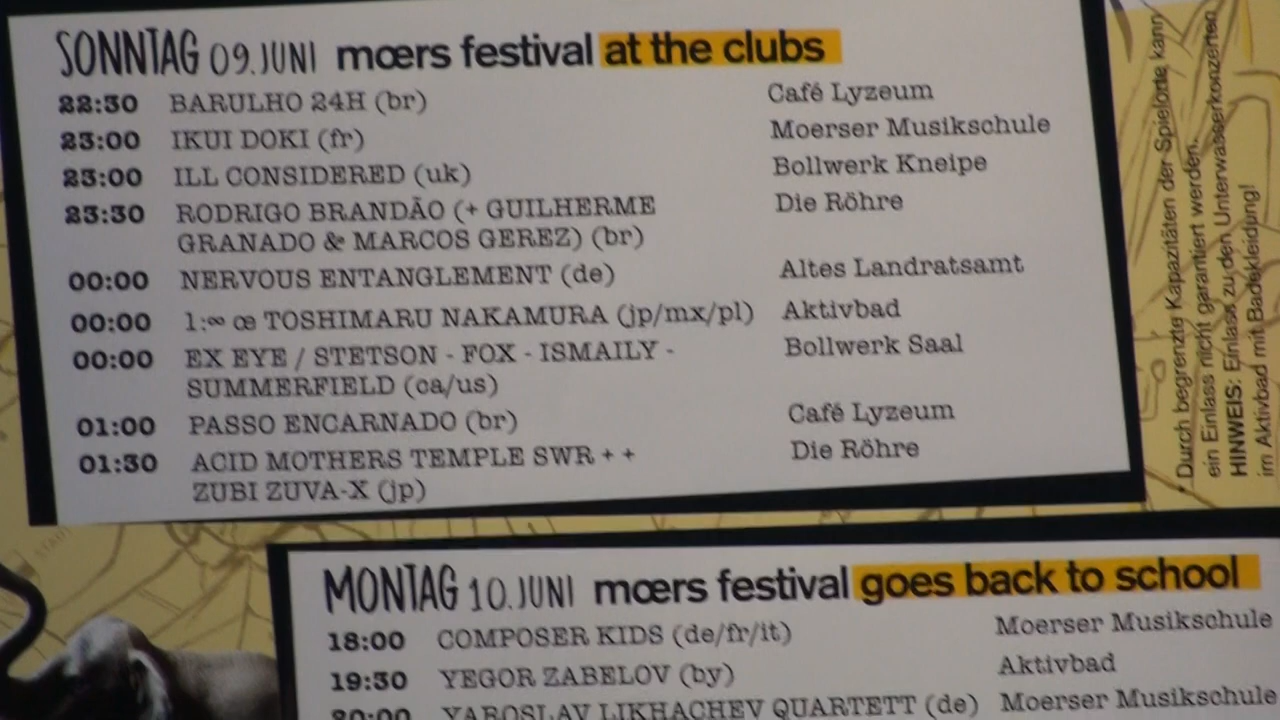 SONNTAG 09. JUNI mœrs festival at the clubs
22:30 BARULHO 24H (br) Café Lyzeum
23:00 IKUI DOKI (fr) Moerser Musikschule
23:00 ILL CONSIDERED (uk) Bollwerk Kneipe
23:30 RODRIGO BRANDÃO (+ GUILHERME Die Röhre
GRANADO & MARCOS GEREZ) (br)
00:00 NERVOUS ENTANGLEMENT (de) Altes Landratsamt
00:00 1:∞ œ TOSHIMARU NAKAMURA (jp/mx/pl) Aktivbad
00:00 EX EYE / STETSON - FOX - ISMAILY - Bollwerk Saal
SUMMERFIELD (ca/us)
01:00 PASSO ENCARNADO (br) Café Lyzeum
01:30 ACID MOTHERS TEMPLE SWR + + Die Röhre
ZUBI ZUVA-X (jp)
* Durch begrenzte Kapazitäten der Spielorte kann
ein Einlass nicht garantiert werden.
HINWEIS: Einlass zu den Unterwasserkonzerten
im Aktivbad mit Badekleidung!
MONTAG 10. JUNI mœrs festival goes back to school
18:00 COMPOSER KIDS (de/fr/it) Moerser Musikschule
19:30 YEGOR ZABELOV (by) Aktivbad
20:00 YAROSLAV LIKHACHEV QUARTETT (de) Moerser Musikschule